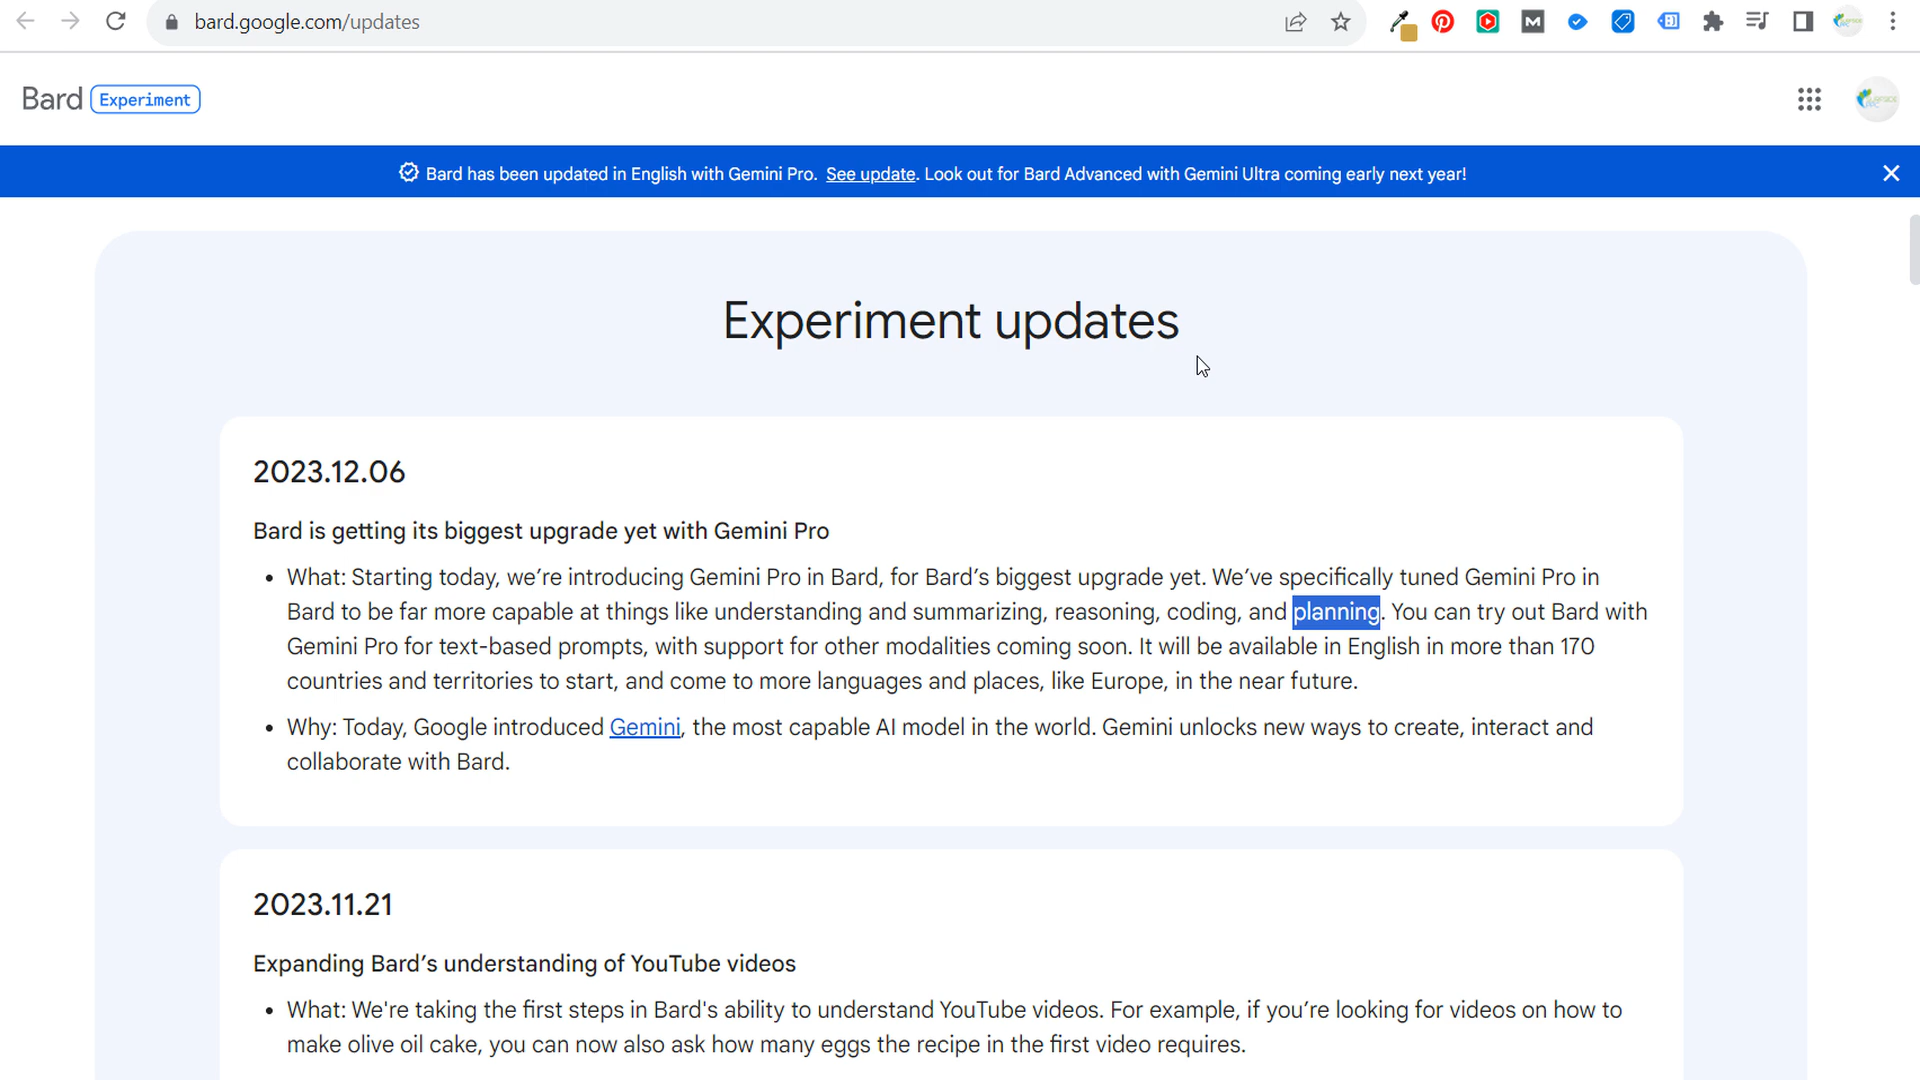 bard.google.com/updates
Bard Experiment
Bard has been updated in English with Gemini Pro. See update. Look out for Bard Advanced with Gemini Ultra coming early next year!
Experiment updates
2023.12.06
Bard is getting its biggest upgrade yet with Gemini Pro
• What: Starting today, we’re introducing Gemini Pro in Bard, for Bard’s biggest upgrade yet. We’ve specifically tuned Gemini Pro in
Bard to be far more capable at things like understanding and summarizing, reasoning, coding, and planning. You can try out Bard with
Gemini Pro for text-based prompts, with support for other modalities coming soon. It will be available in English in more than 170
countries and territories to start, and come to more languages and places, like Europe, in the near future.
• Why: Today, Google introduced Gemini, the most capable AI model in the world. Gemini unlocks new ways to create, interact and
collaborate with Bard.
2023.11.21
Expanding Bard’s understanding of YouTube videos
• What: We're taking the first steps in Bard's ability to understand YouTube videos. For example, if you’re looking for videos on how to
make olive oil cake, you can now also ask how many eggs the recipe in the first video requires.